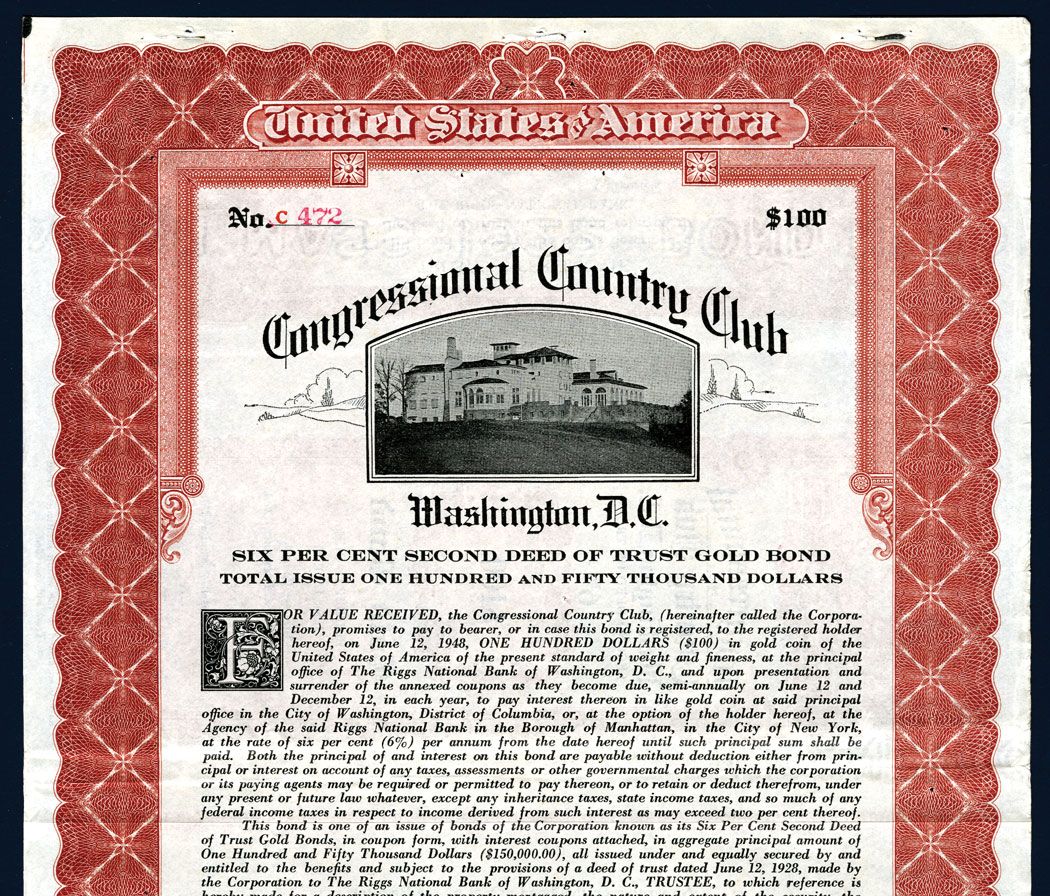 United States of America
No. C 472
$100
Congressional Country Club
Washington, D.C.
SIX PER CENT SECOND DEED OF TRUST GOLD BOND
TOTAL ISSUE ONE HUNDRED AND FIFTY THOUSAND DOLLARS
FOR VALUE RECEIVED, the Congressional Country Club, (hereinafter called the Corpora-
tion), promises to pay to bearer, or in case this bond is registered, to the registered holder
hereof, on June 12, 1948, ONE HUNDRED DOLLARS ($100) in gold coin of the
United States of America of the present standard of weight and fineness, at the principal
office of The Riggs National Bank of Washington, D. C., and upon presentation and
surrender of the annexed coupons as they become due, semi-annually on June 12 and
December 12, in each year, to pay interest thereon in like gold coin at said principal
office in the City of Washington, District of Columbia, or, at the option of the holder hereof, at the
Agency of the said Riggs National Bank in the Borough of Manhattan, in the City of New York,
at the rate of six per cent (6%) per annum from the date hereof until such principal sum shall be
paid. Both the principal of and interest on this bond are payable without deduction either from prin-
cipal or interest on account of any taxes, assessments or other governmental charges which the corporation
or its paying agents may be required or permitted to pay thereon, or to retain or deduct therefrom, under
any present or future law whatever, except any inheritance taxes, state income taxes, and so much of any
federal income taxes in respect to income derived from such interest as may exceed two per cent thereof.
This bond is one of an issue of bonds of the Corporation known as its Six Per Cent Second Deed
of Trust Gold Bonds, in coupon form, with interest coupons attached, in aggregate principal amount of
One Hundred and Fifty Thousand Dollars ($150,000.00), all issued under and equally secured by and
entitled to the benefits and subject to the provisions of a deed of trust dated June 12, 1928, made by
the Corporation to The Riggs National Bank of Washington, D. C., TRUSTEE, to which reference is
hereby made for a description of the property mortgaged, the nature and extent of the security, the